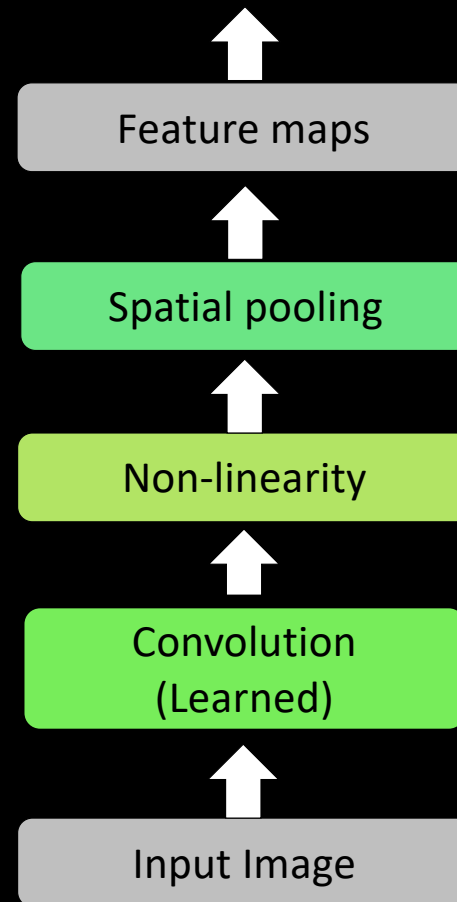 Feature maps
Spatial pooling
Non-linearity
Convolution
(Learned)
Input Image